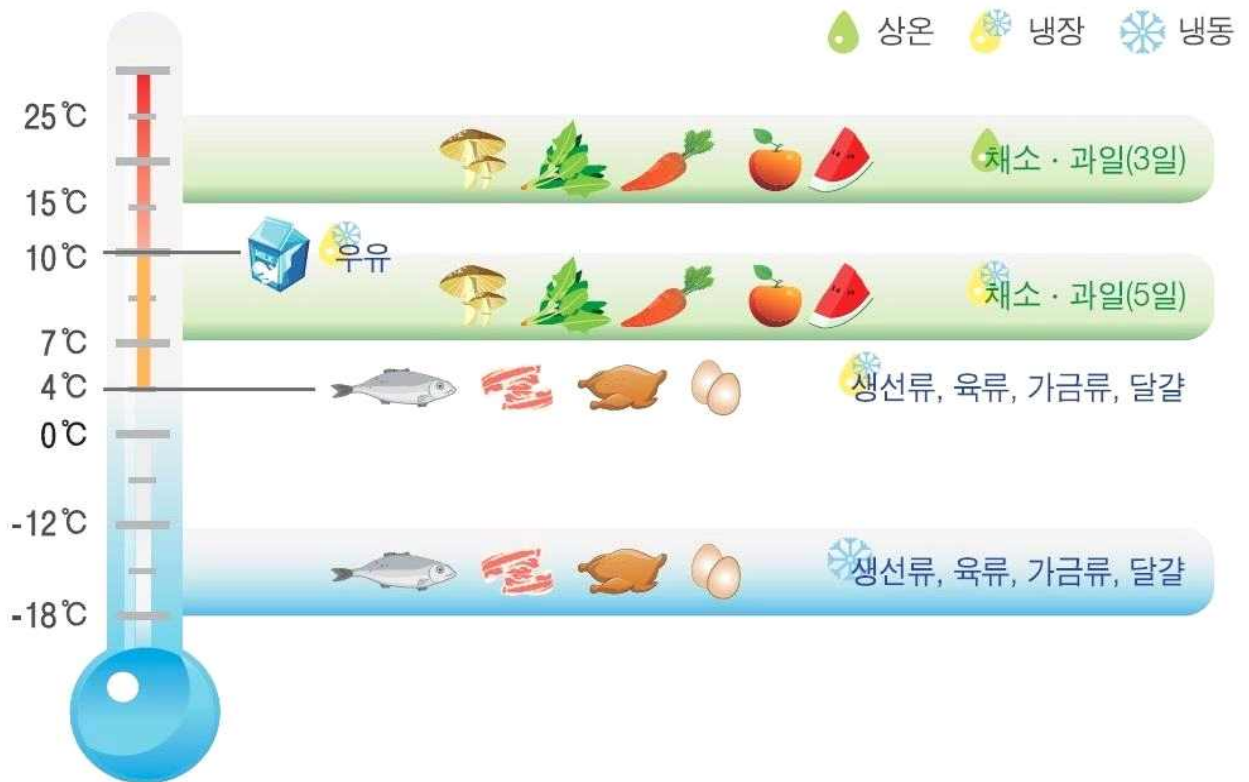 상온 냉장 냉동
25℃
채소 · 과일(3일)
15℃
10℃
우유
채소 · 과일(5일)
7℃
4℃
생선류, 육류, 가금류, 달걀
0℃
-12℃
생선류, 육류, 가금류, 달걀
-18℃